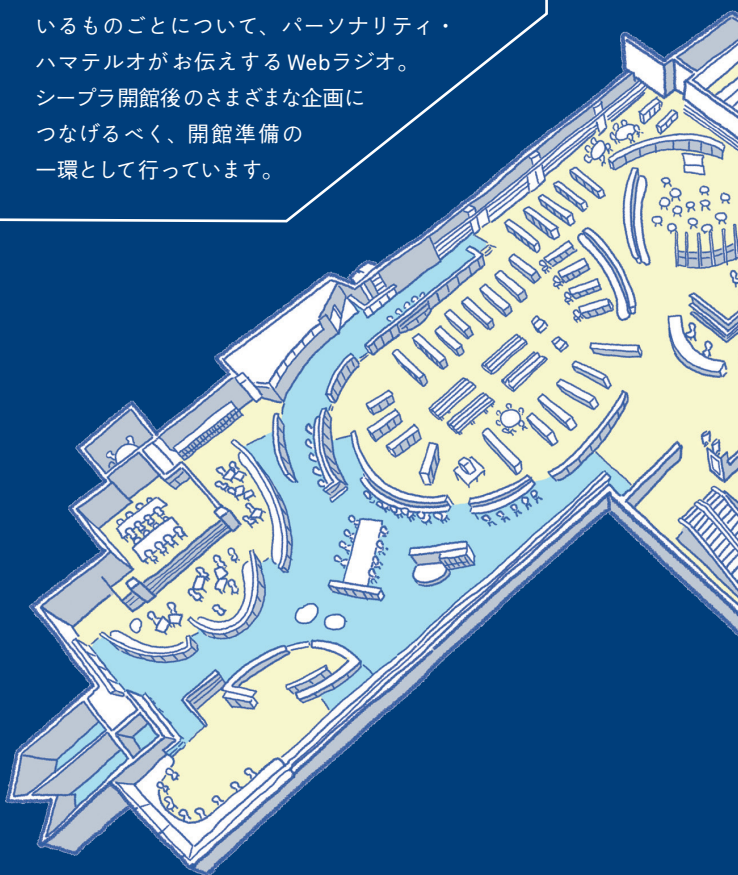 いるものごとについて、パーソナリティ・
ハマテルオがお伝えするWebラジオ。
シープラ開館後のさまざまな企画に
つなげるべく、開館準備の
一環として行っています。